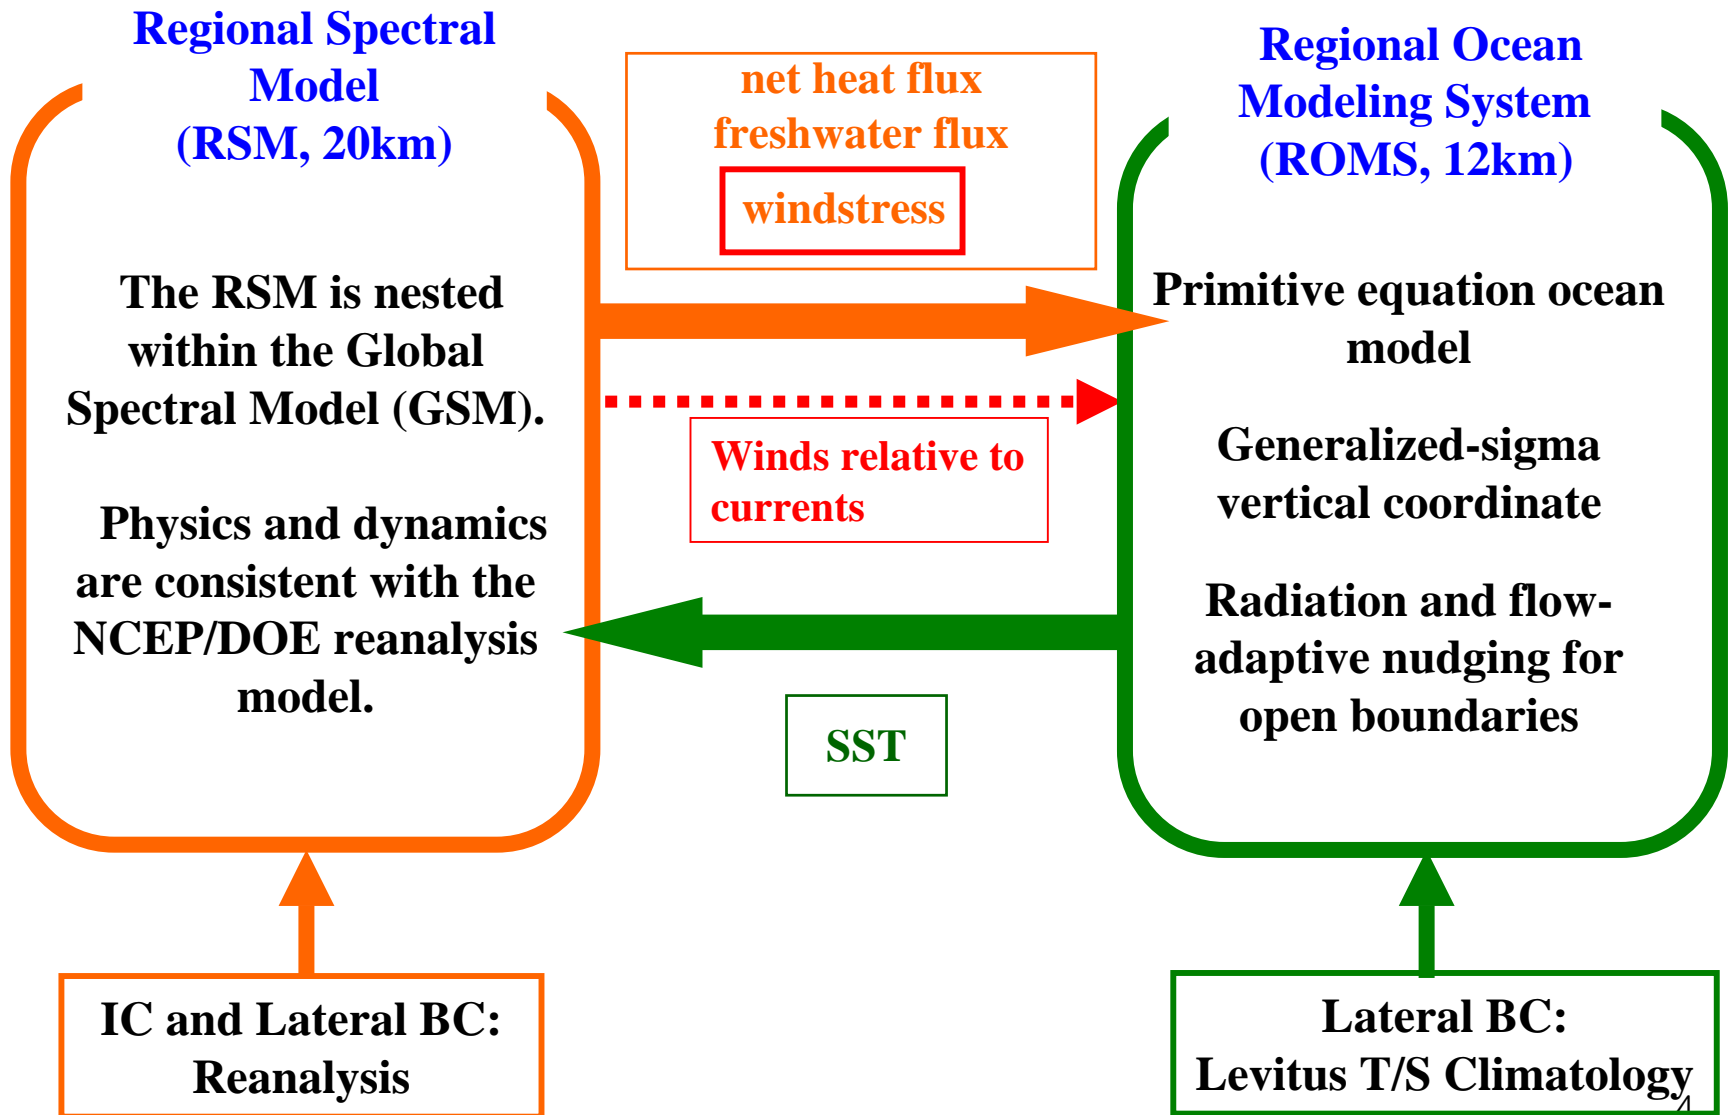 Regional Spectral
Model
(RSM, 20km)
The RSM is nested
within the Global
Spectral Model (GSM).
Physics and dynamics
are consistent with the
NCEP/DOE reanalysis
model.
IC and Lateral BC:
Reanalysis
net heat flux
freshwater flux
windstress
Winds relative to
currents
SST
Regional Ocean
Modeling System
(ROMS, 12km)
Primitive equation ocean
model
Generalized-sigma
vertical coordinate
Radiation and flow-
adaptive nudging for
open boundaries
Lateral BC:
Levitus T/S Climatology
4